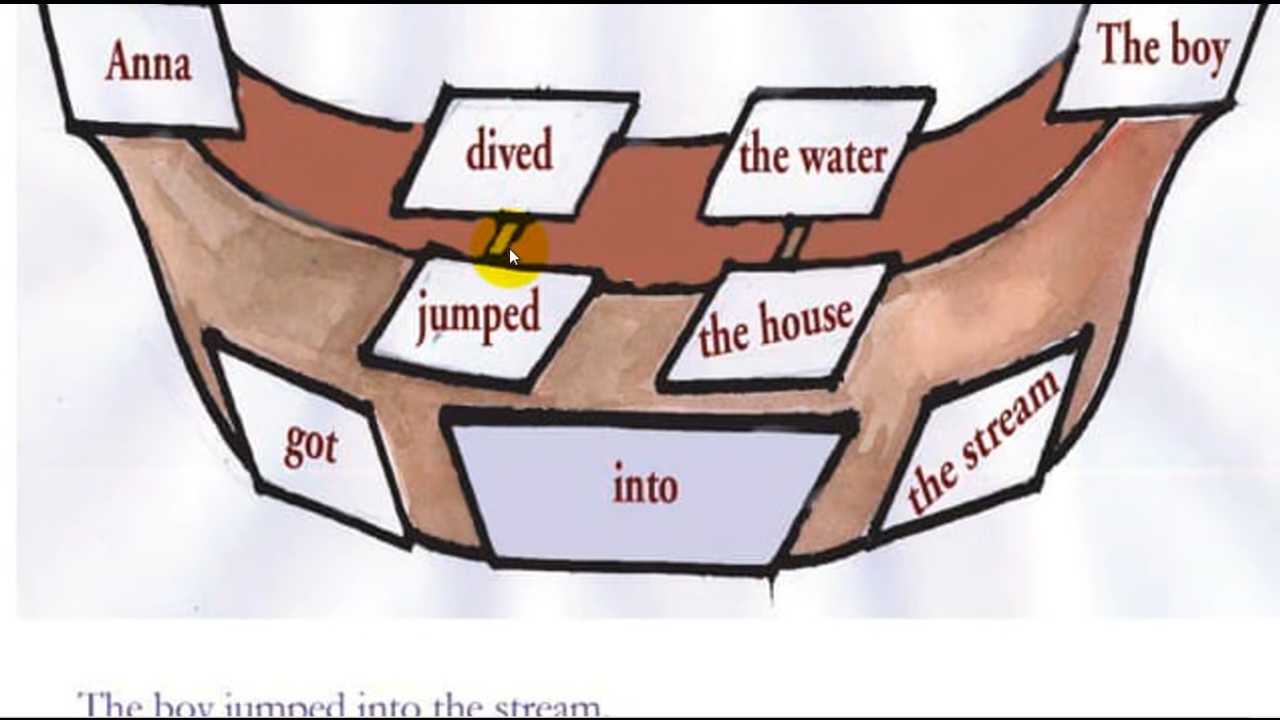 Anna
The boy
dived
the water
jumped
the house
got
into
the stream
The boy jumped into the stream.